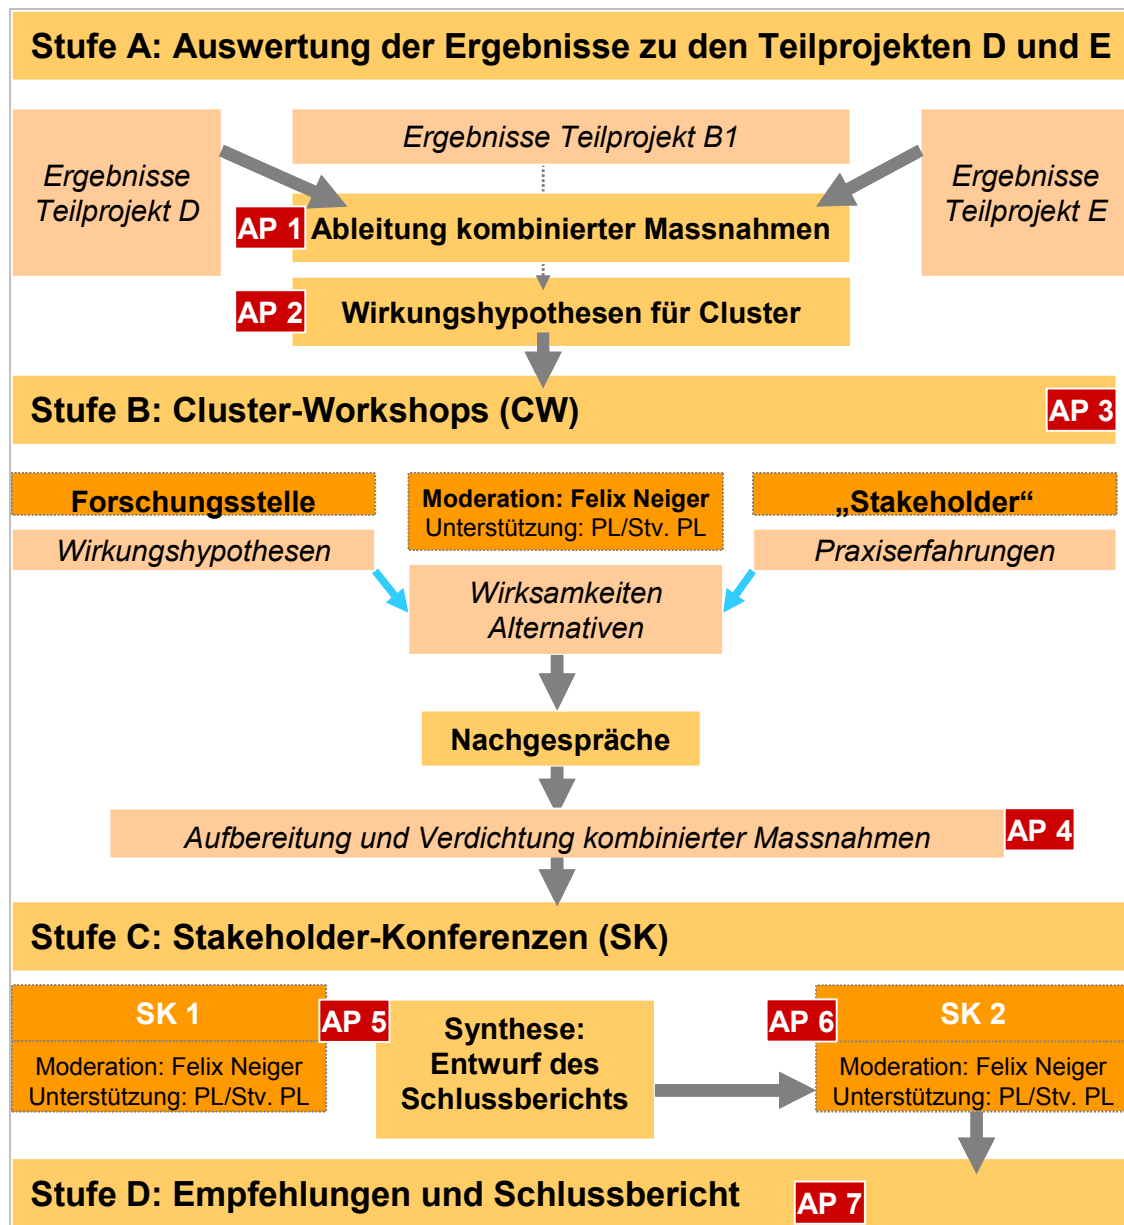 Stufe A: Auswertung der Ergebnisse zu den Teilprojekten D und E
Ergebnisse
Teilprojekt D
Ergebnisse Teilprojekt B1
Ergebnisse
Teilprojekt E
AP 1
Ableitung kombinierter Massnahmen
AP 2
Wirkungshypothesen für Cluster
Stufe B: Cluster-Workshops (CW)
AP 3
Forschungsstelle
Wirkungshypothesen
Moderation: Felix Neiger
Unterstützung: PL/Stv. PL
„Stakeholder“
Praxiserfahrungen
Wirksamkeiten
Alternativen
Nachgespräche
Aufbereitung und Verdichtung kombinierter Massnahmen
AP 4
Stufe C: Stakeholder-Konferenzen (SK)
SK 1
Moderation: Felix Neiger
Unterstützung: PL/Stv. PL
AP 5
Synthese:
Entwurf des
Schlussberichts
AP 6
SK 2
Moderation: Felix Neiger
Unterstützung: PL/Stv. PL
Stufe D: Empfehlungen und Schlussbericht
AP 7